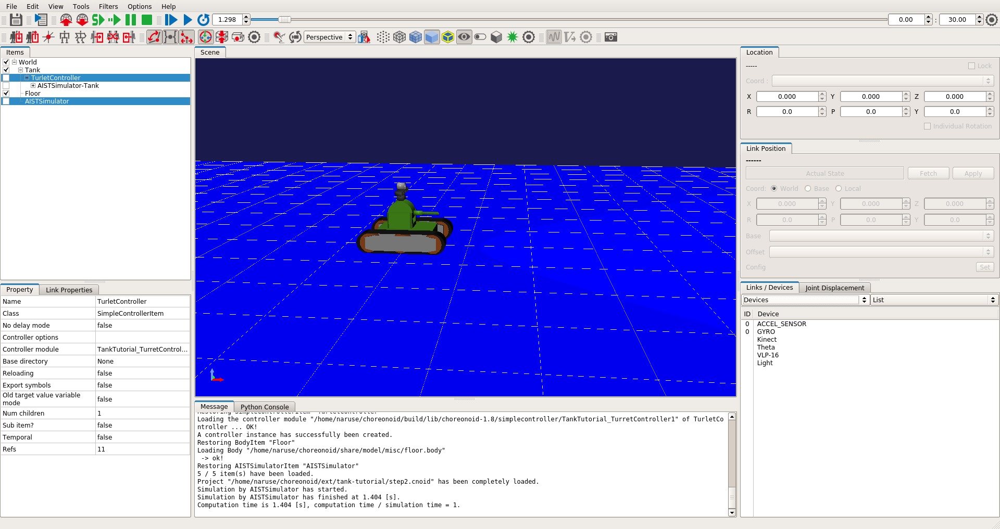 File Edit View Tools Filters Options Help
1.298
0.00 : 30.00
Perspective
Items
World
Tank
TurletController
AISTSimulator-Tank
Floor
AISTSimulator
Property Link Properties
Name TurletController
Class SimpleControllerItem
No delay mode false
Controller options
Controller module TankTutorial_TurretControl...
Base directory None
Reloading false
Export symbols false
Old target value variable
mode false
Num children 1
Sub item? false
Temporal false
Refs 11
Scene
Message Python Console
Restoring SimpleControllerItem "TurletController"
Loading the controller module "/home/naruse/choreonoid/build/lib/choreonoid-1.8/simplecontroller/TankTutorial_TurretController1" of TurletCo
ntroller ... OK!
A controller instance has successfully been created.
Restoring BodyItem "Floor"
Loading Body "/home/naruse/choreonoid/share/model/misc/floor.body"
-> ok!
Restoring AISTSimulatorItem "AISTSimulator"
5 / 5 item(s) have been loaded.
Project "/home/naruse/choreonoid/ext/tank-tutorial/step2.cnoid" has been completely loaded.
Simulation by AISTSimulator has started.
Simulation by AISTSimulator has finished at 1.404 [s].
Computation time is 1.404 [s], computation time / simulation time = 1.
Location
-----
Lock
Coord :
X 0.000 Y 0.000 Z 0.000
R 0.0 P 0.0 Y 0.0
Individual Rotation
Link Position
------
Actual State Fetch Apply
Coord: World Base Local
X 0.000 Y 0.000 Z 0.000
R 0.0 P 0.0 Y 0.0
Base
Offset
Config Set
Links / Devices Joint Displacement
Devices List
ID Device
0 ACCEL_SENSOR
0 GYRO
Kinect
Theta
VLP-16
Light